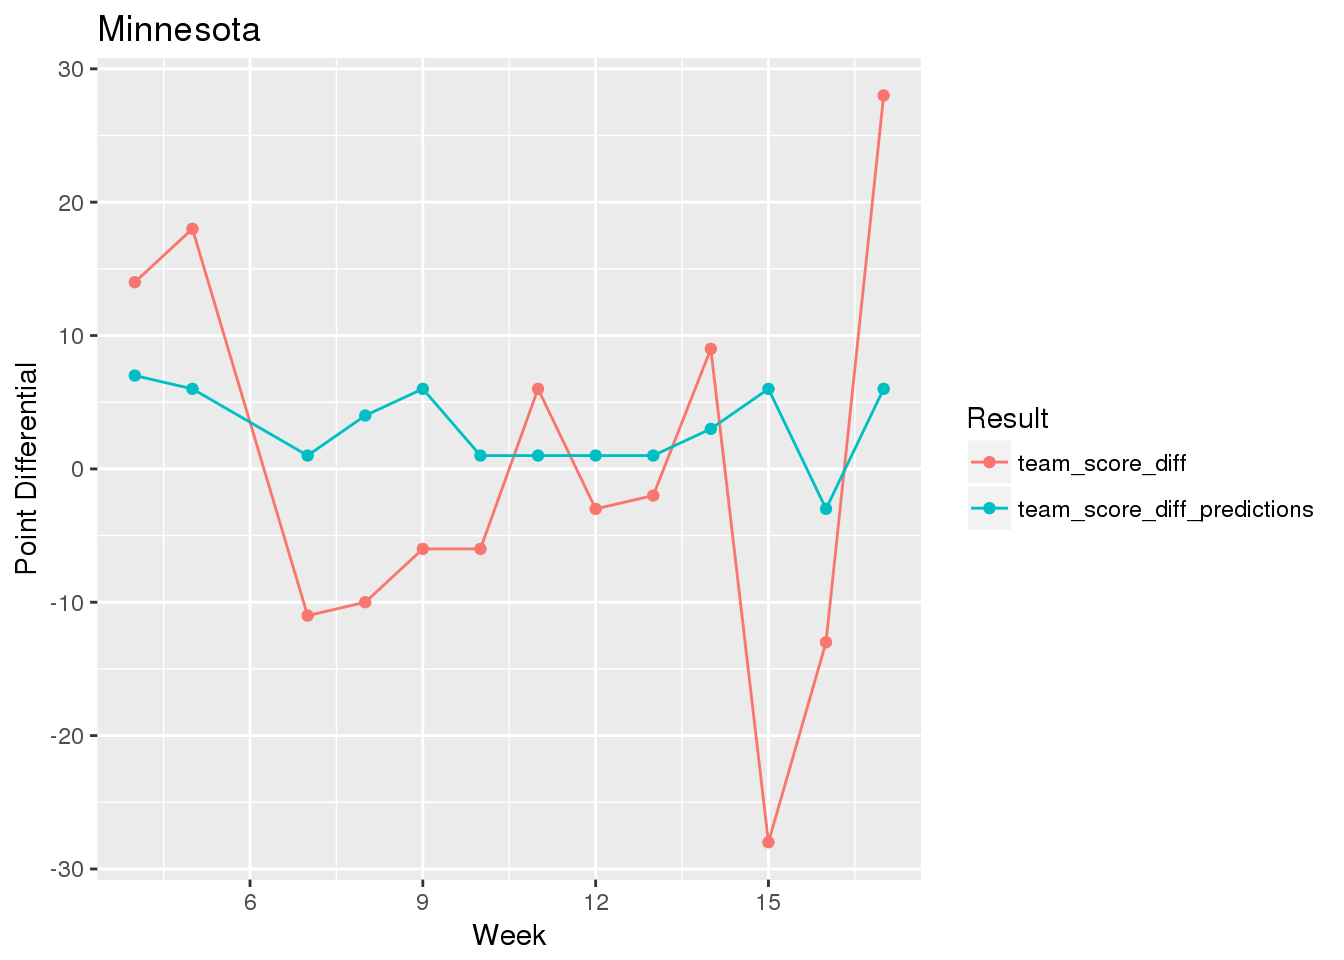 Minnesota
30
20
10
0
-10
-20
-30
Point Differential
6 9 12 15
Week
Result
team_score_diff
team_score_diff_predictions